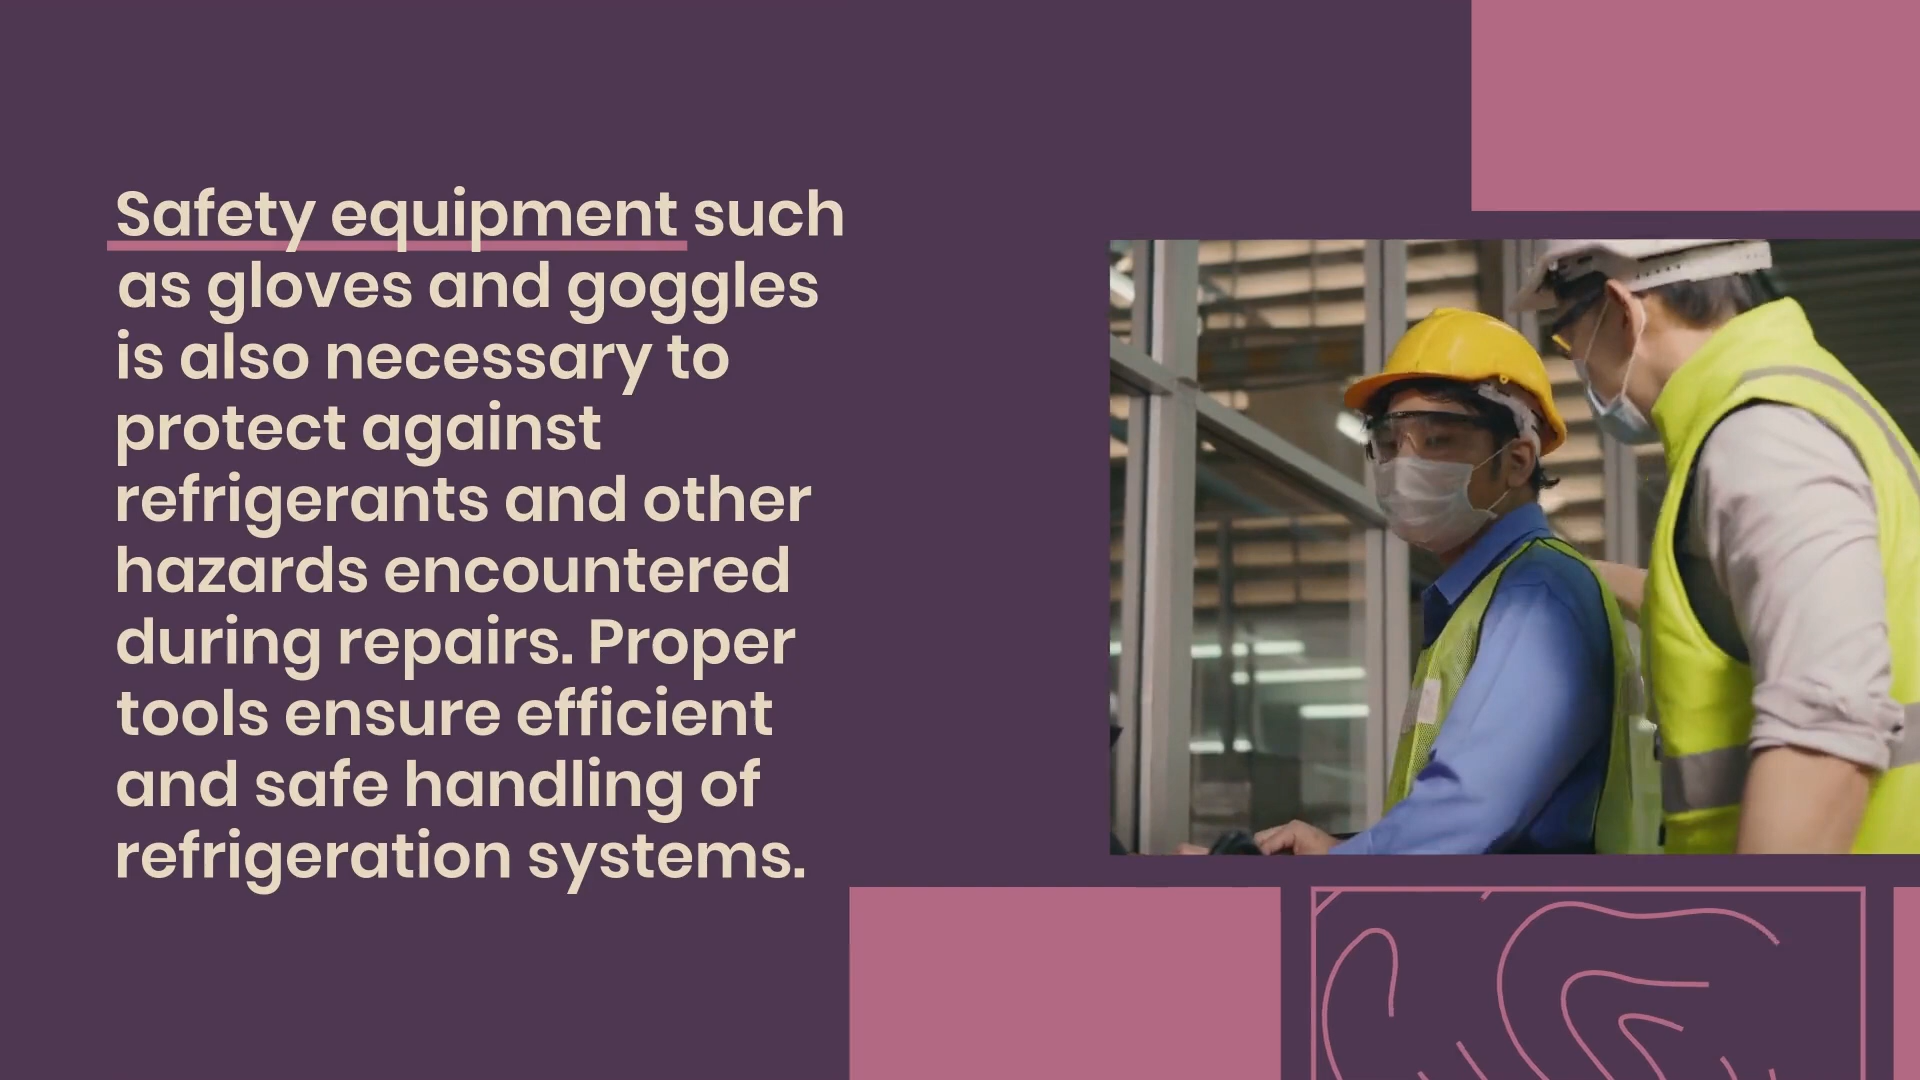 Safety equipment such
as gloves and goggles
is also necessary to
protect against
refrigerants and other
hazards encountered
during repairs. Proper
tools ensure efficient
and safe handling of
refrigeration systems.